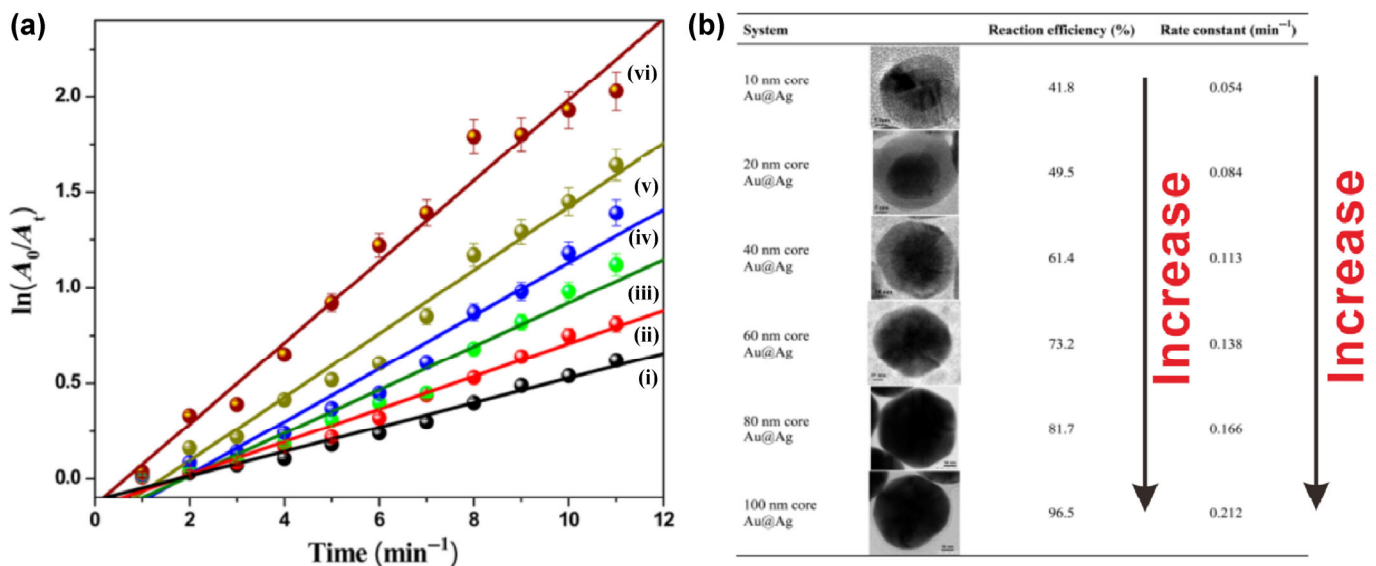 (a)
ln(A₀/Aₜ)
2.0
1.5
1.0
0.5
0.0
0 2 4 6 8 10 12
Time (min⁻¹)
(vi)
(v)
(iv)
(iii)
(ii)
(i)
(b)
System Reaction efficiency (%) Rate constant (min⁻¹)
10 nm core
Au@Ag
41.8 0.054
20 nm core
Au@Ag
49.5 0.084
40 nm core
Au@Ag
61.4 0.113
60 nm core
Au@Ag
73.2 0.138
80 nm core
Au@Ag
81.7 0.166
100 nm core
Au@Ag
96.5 0.212
Increase
Increase